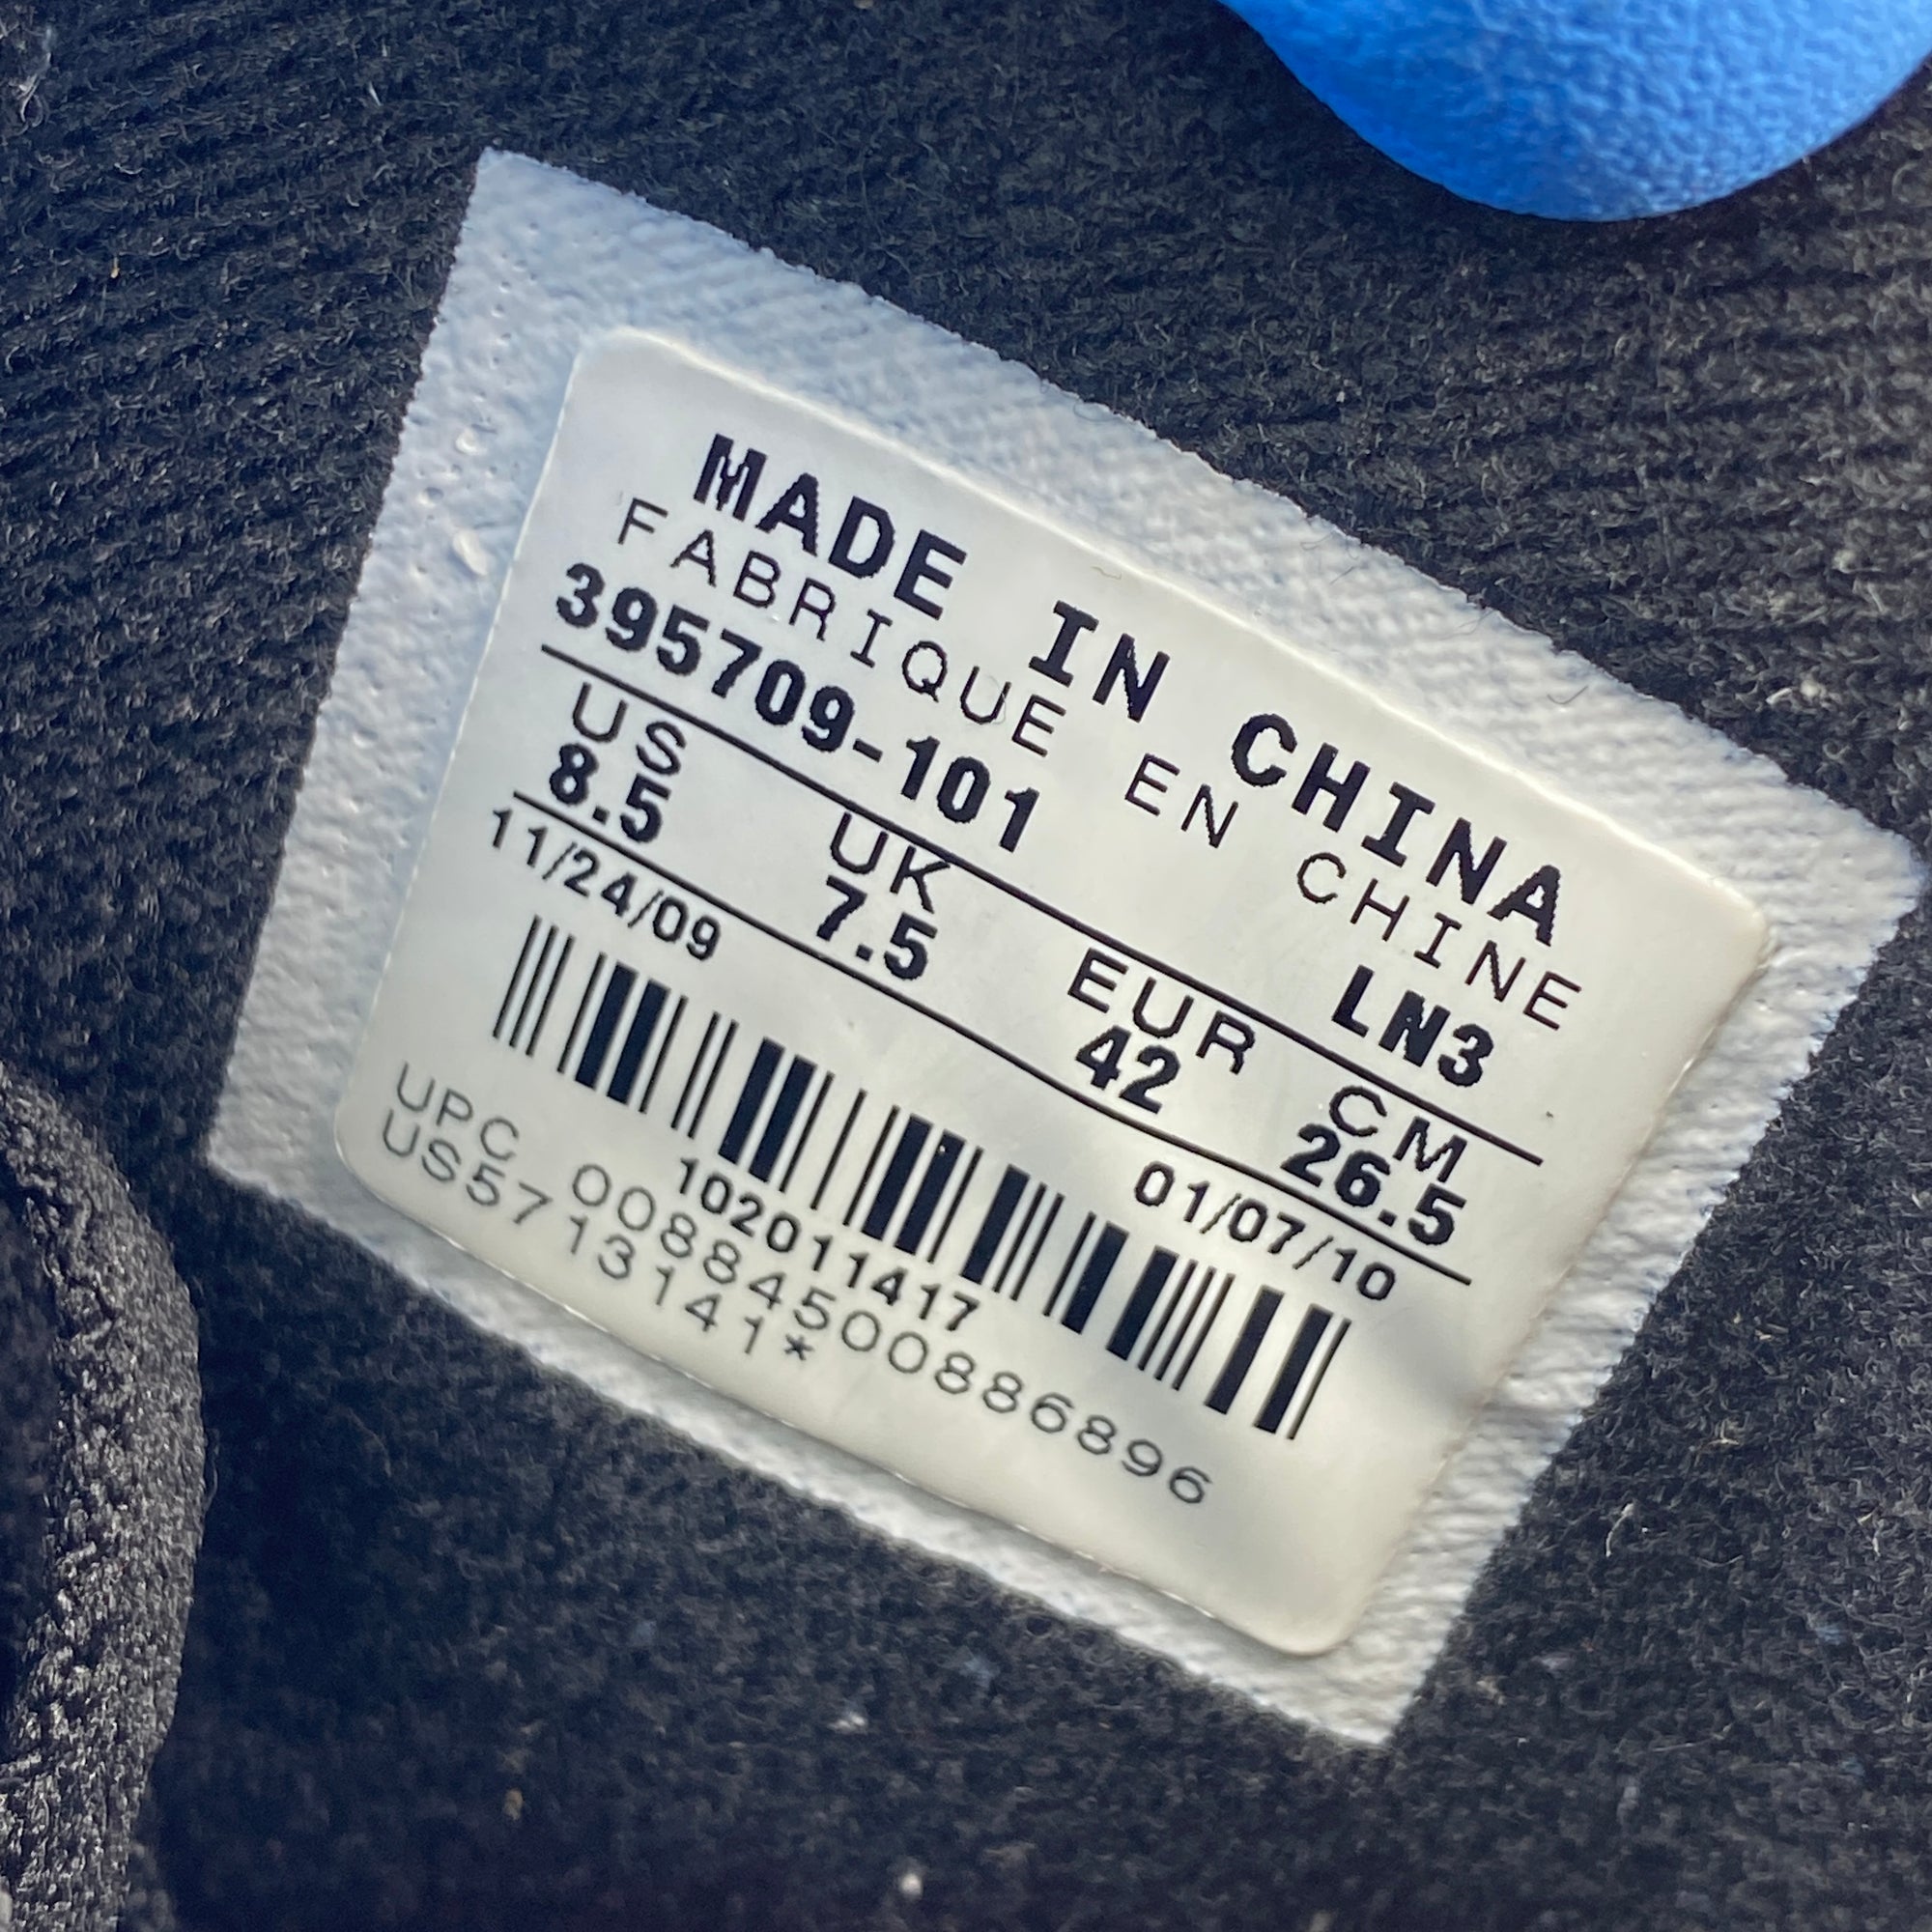 MADE IN CHINA
FABRIQUE EN CHINE
395709-101 LN3
US UK EUR CM
8.5 7.5 42 26.5
11/24/09 01/07/10
102011417
UPC 00884500886896
US5713141*